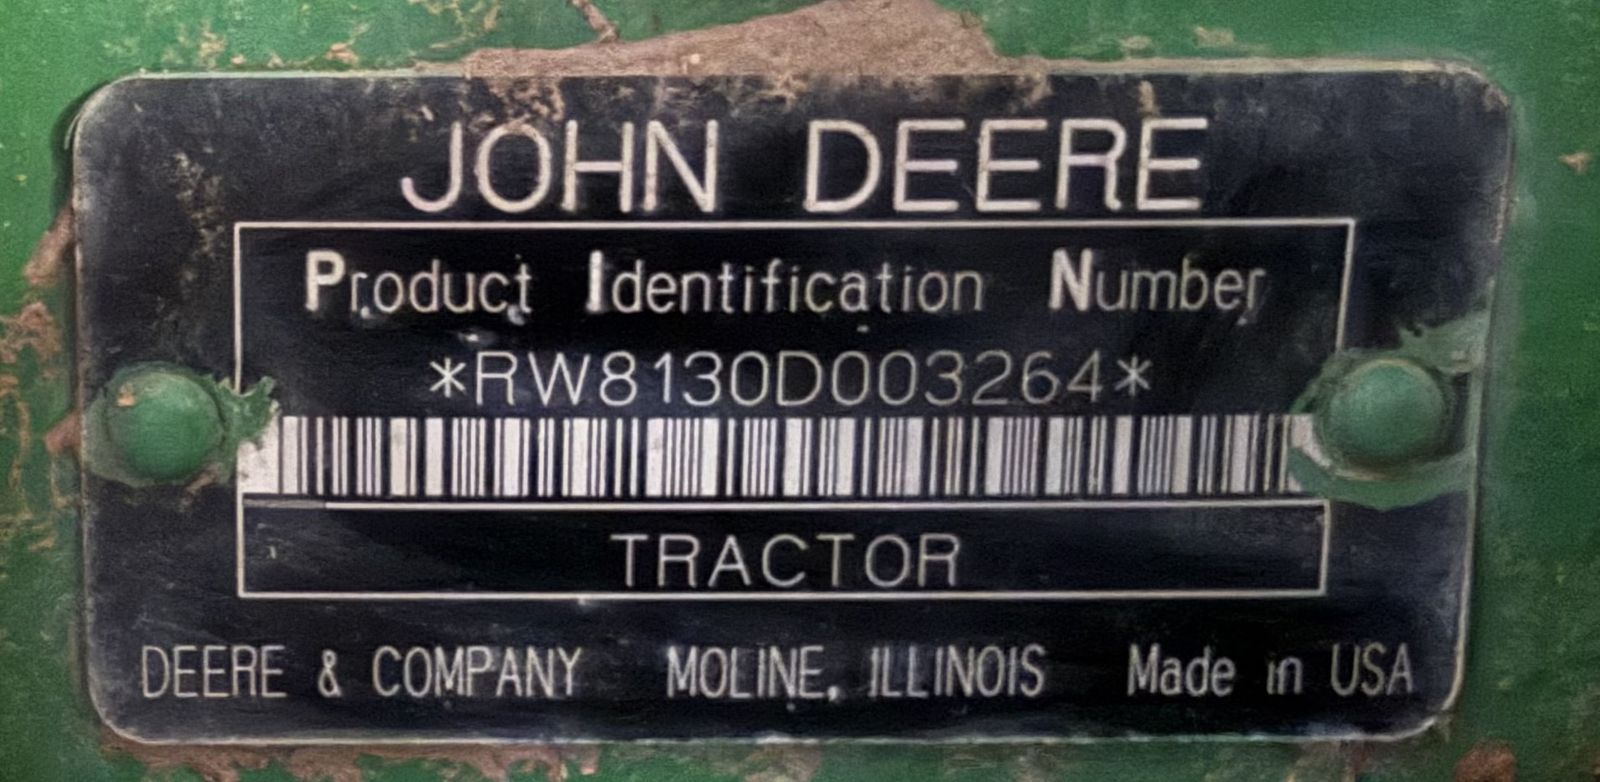 JOHN DEERE
Product Identification Number
*RW8130D003264*
TRACTOR
DEERE & COMPANY MOLINE, ILLINOIS Made in USA